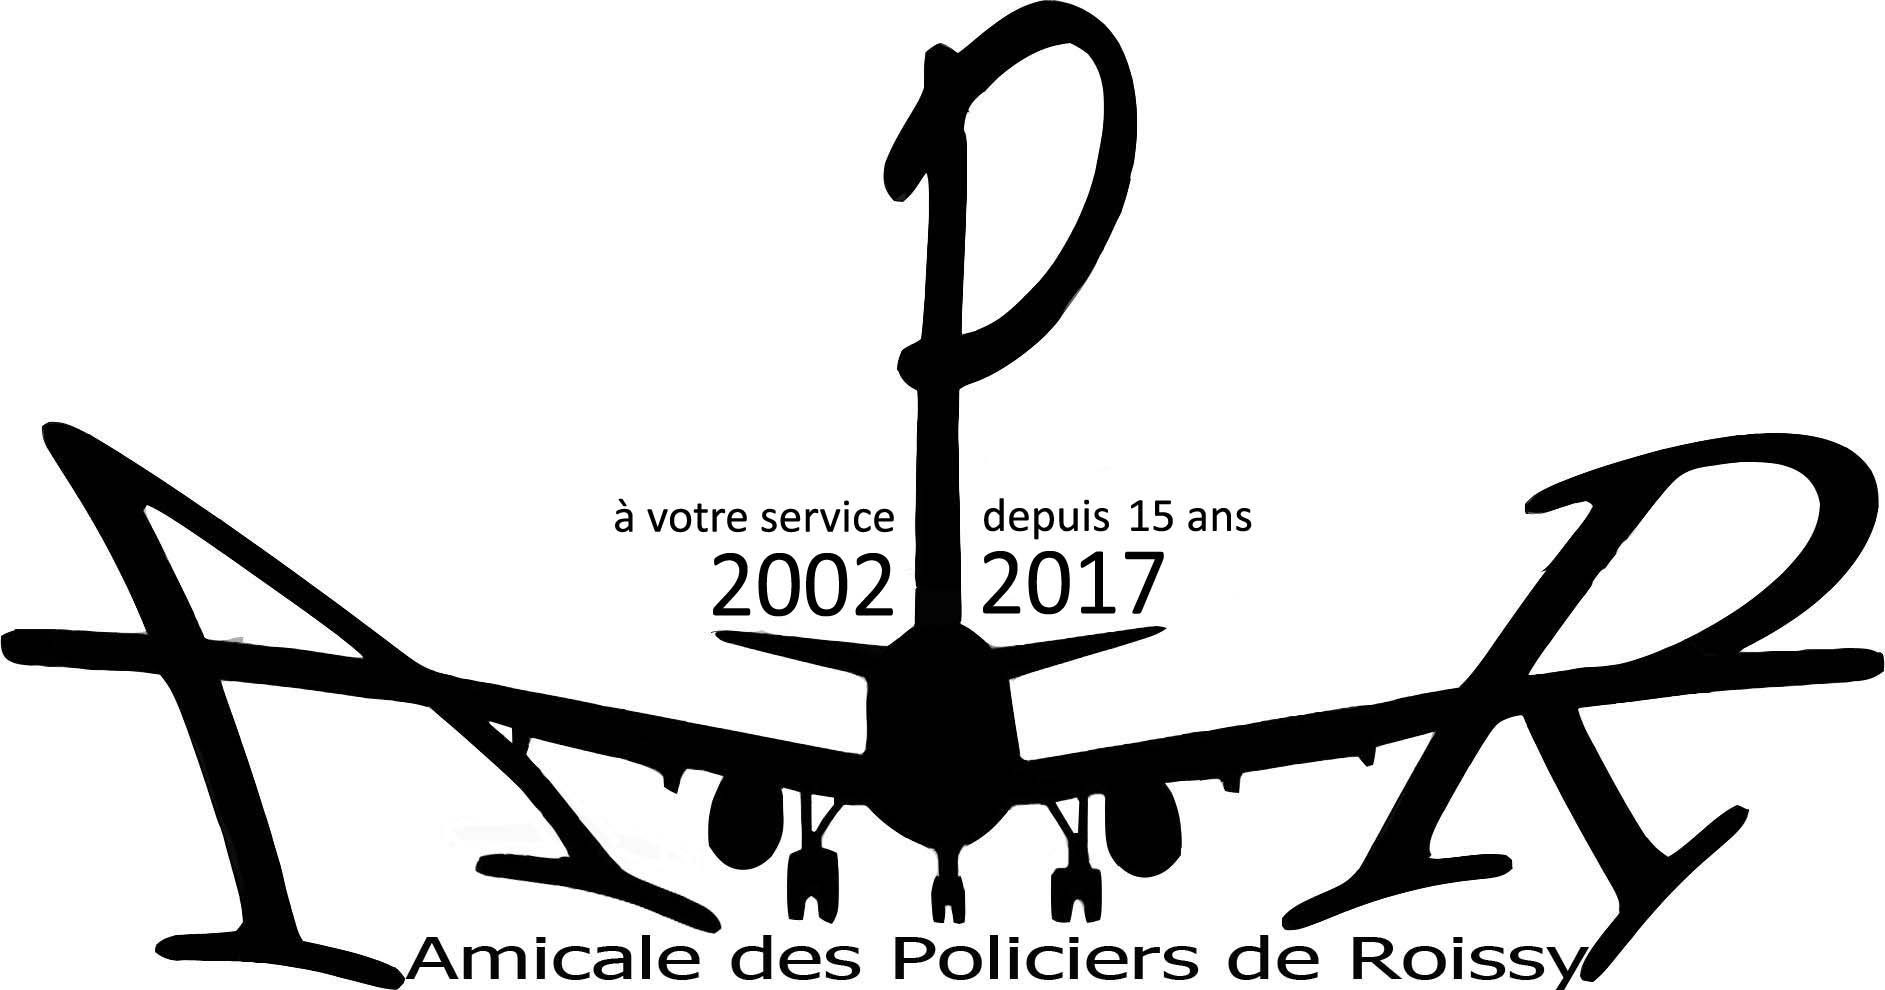 P
A R
à votre service depuis 15 ans
2002 2017
Amicale des Policiers de Roissy